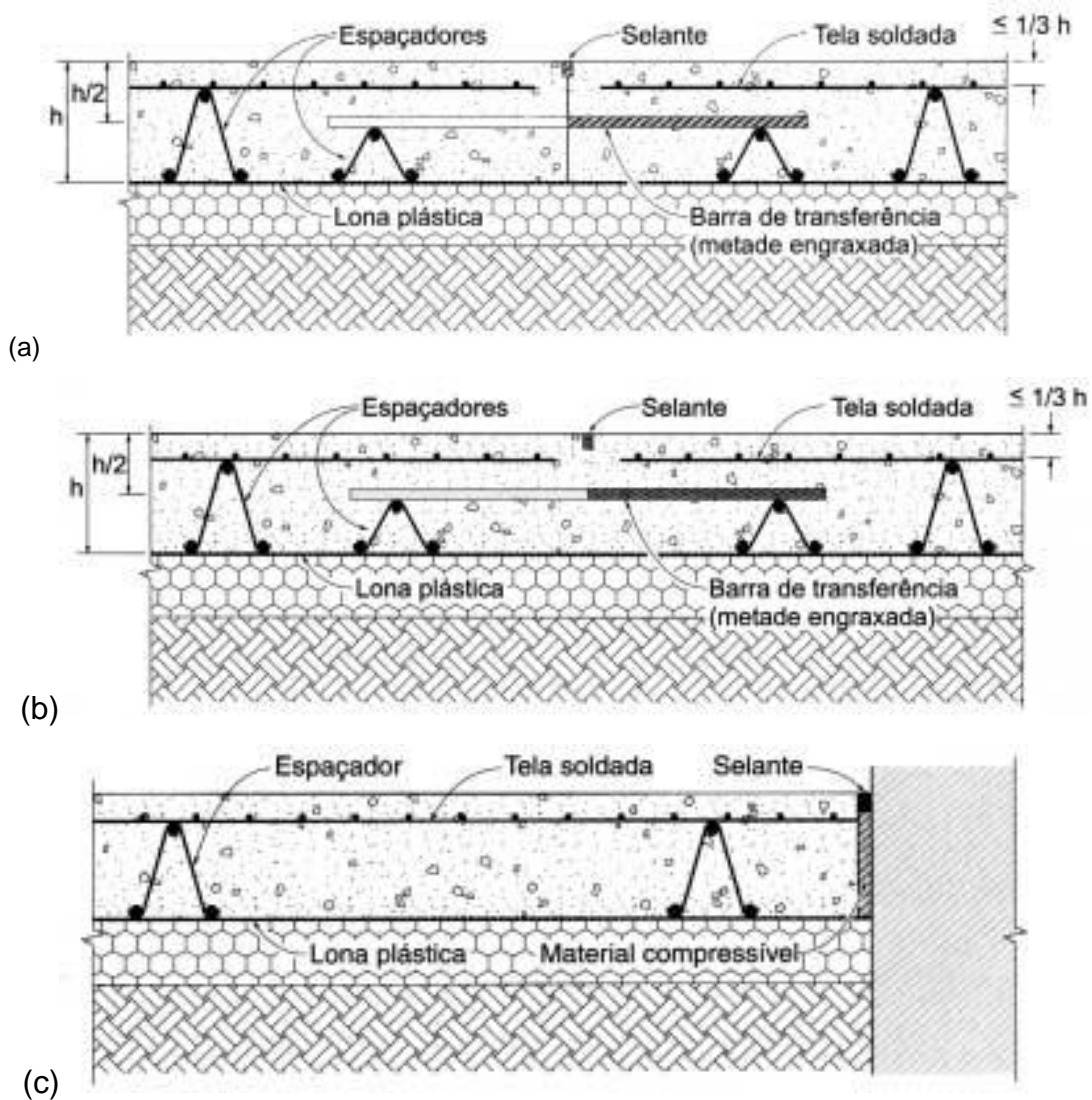 Espaçadores
Selante
Tela soldada
≤ 1/3 h
h/2
h
Lona plástica
Barra de transferência
(metade engraxada)
(a)
Espaçadores
Selante
Tela soldada
≤ 1/3 h
h/2
h
Lona plástica
Barra de transferência
(metade engraxada)
(b)
Espaçador
Tela soldada
Selante
Lona plástica
Material compressível
(c)